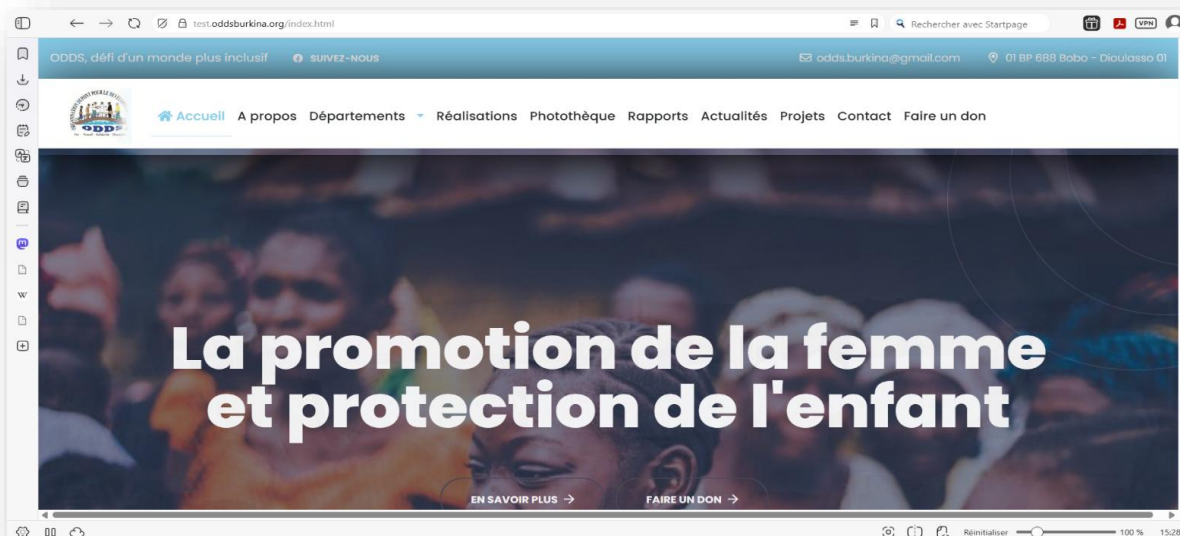 test.oddsburkina.org/index.html
Rechercher avec Startpage
VPN
ODDS, défi d'un monde plus inclusif
SUIVEZ-NOUS
odds.burkina@gmail.com
01 BP 688 Bobo - Dioulasso 01
ODDS
Accueil
A propos
Départements
Réalisations
Photothèque
Rapports
Actualités
Projets
Contact
Faire un don
La promotion de la femme
et protection de l'enfant
EN SAVOIR PLUS →
FAIRE UN DON →
Réinitialiser
100 %
15:28